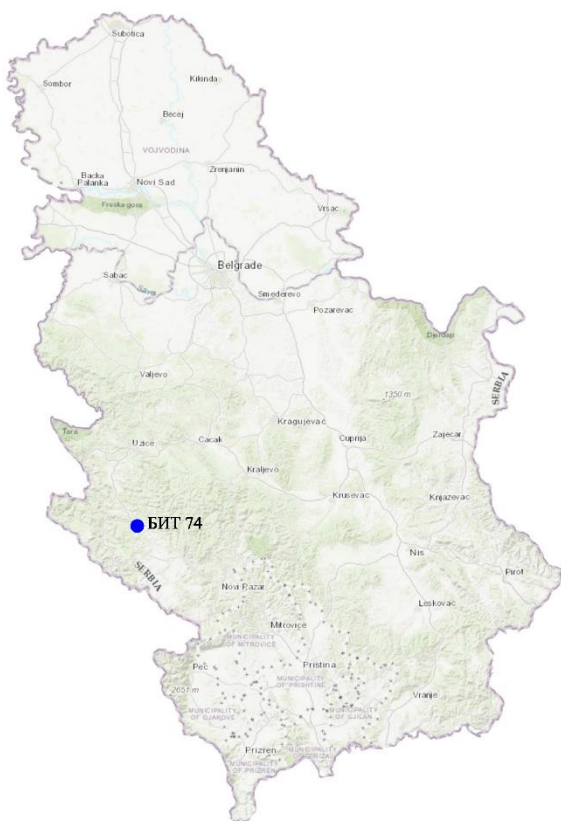 Subotica
Sombor
Kikinda
Becej
VOJVODINA
Backa
Palanka
Novi Sad
Zrenjanin
Fruska gora
Vrsac
Belgrade
Sabac
Sava
Smederevo
Pozarevac
Djerdap
Valjevo
SERBIA
1350 m
Tara
Uzice
Cacak
Kragujevac
Cuprija
Zajecar
Kraljevo
Krusevac
Knjazevac
БИТ 74
Nis
Pirot
SERBIA
Novi Pazar
Leskovac
Mitrovice
MUNICIPALITY
OF MITROVICE
Pec
Pristina
2651 m
MUNICIPALITY
OF PRISHTINE
Vranje
MUNICIPALITY
OF GJAKOVE
MUNICIPALITY
OF GJILAN
Prizren
MUNICIPALITY
MUNICIPALITY
OF PRIZREN